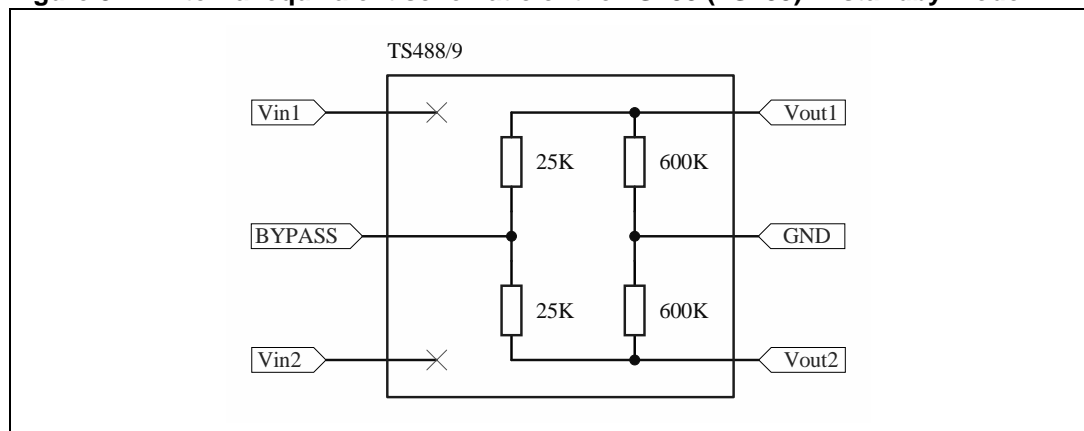 TS488/9
Vin1
Vout1
25K
600K
BYPASS
GND
25K
600K
Vin2
Vout2